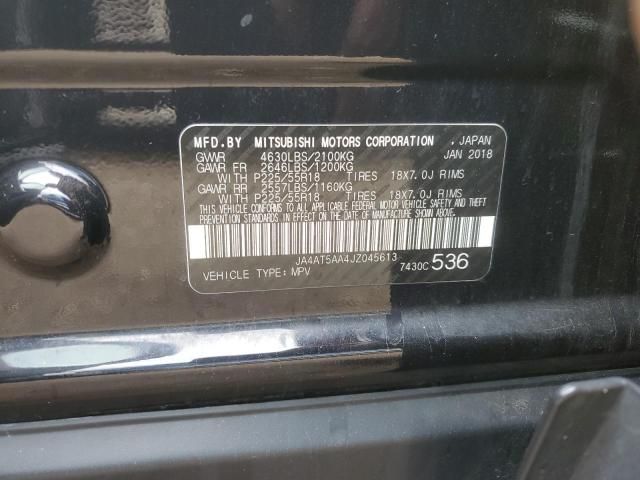 MFD.BY MITSUBISHI MOTORS CORPORATION , JAPAN
GVWR 4630LBS/2100KG JAN 2018
GAWR FR 2646LBS/1200KG
WITH P225/55R18 TIRES 18X7.0J RIMS
GAWR RR 2557LBS/1160KG
WITH P225/55R18 TIRES 18X7.0J RIMS
THIS VEHICLE CONFORMS TO ALL APPLICABLE FEDERAL MOTOR VEHICLE SAFETY AND THEFT
PREVENTION STANDARDS IN EFFECT ON THE DATE OF MANUFACTURE SHOWN ABOVE.
JA4AT5AA4JZ045613
VEHICLE TYPE: MPV 7430C 536